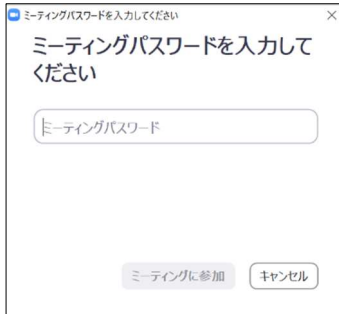 ミーティングパスワードを入力してください
ミーティングパスワードを入力して
ください
ミーティングパスワード
ミーティングに参加 キャンセル